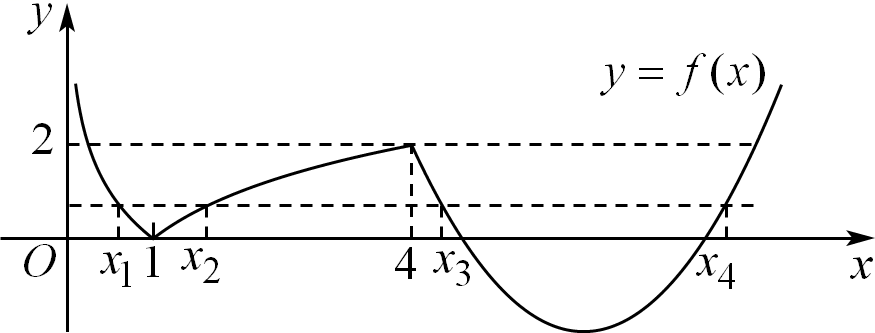 y
y = f(x)
2
O x₁ 1 x₂ 4 x₃ x₄ x